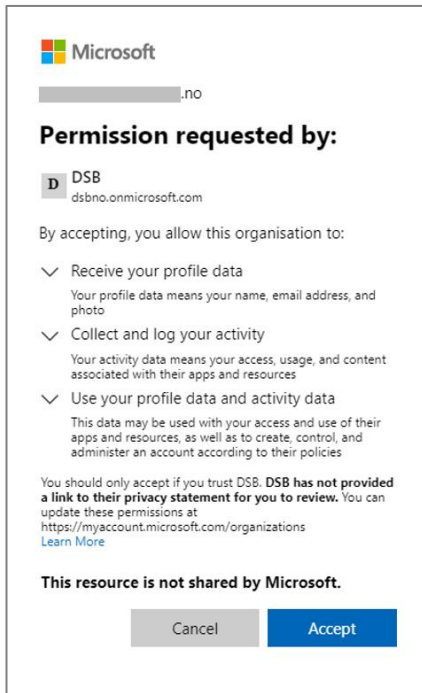 Microsoft
.no
Permission requested by:
D DSB
dsbno.onmicrosoft.com
By accepting, you allow this organisation to:
Receive your profile data
Your profile data means your name, email address, and
photo
Collect and log your activity
Your activity data means your access, usage, and content
associated with their apps and resources
Use your profile data and activity data
This data may be used with your access and use of their
apps and resources, as well as to create, control, and
administer an account according to their policies
You should only accept if you trust DSB. DSB has not provided
a link to their privacy statement for you to review. You can
update these permissions at
https://myaccount.microsoft.com/organizations
Learn More
This resource is not shared by Microsoft.
Cancel Accept